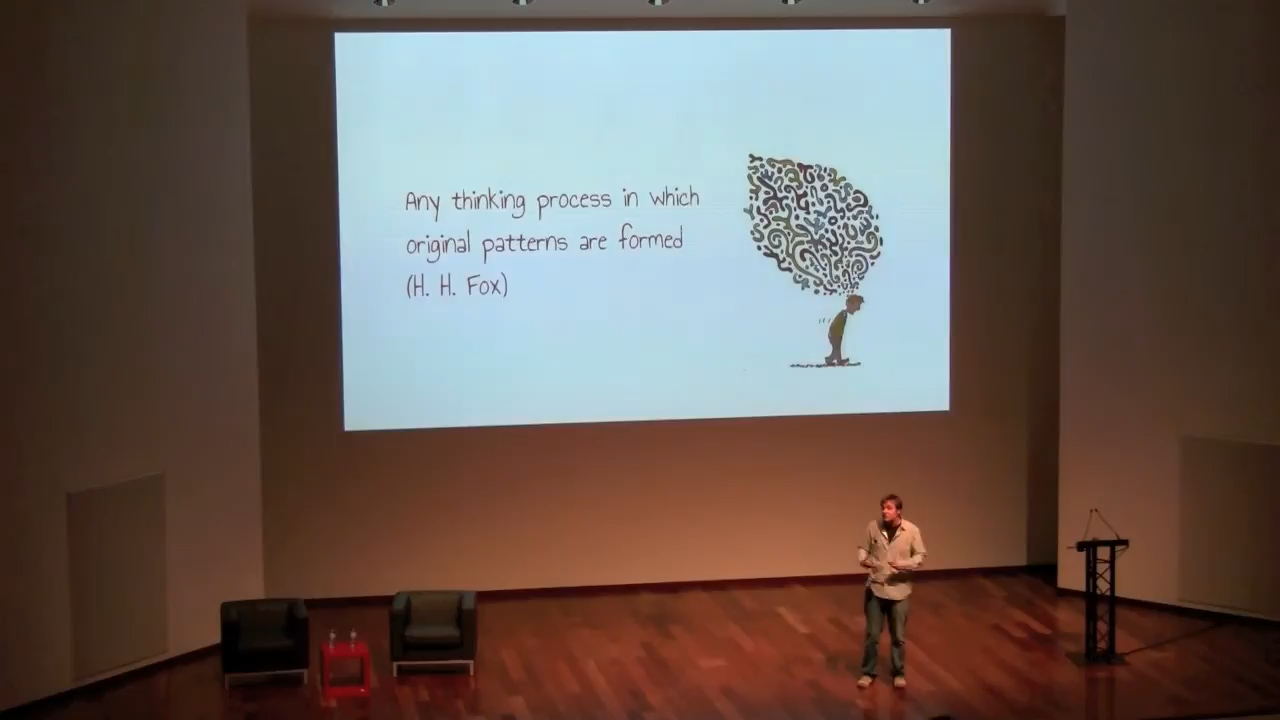 Any thinking process in which
original patterns are formed
(H. H. Fox)